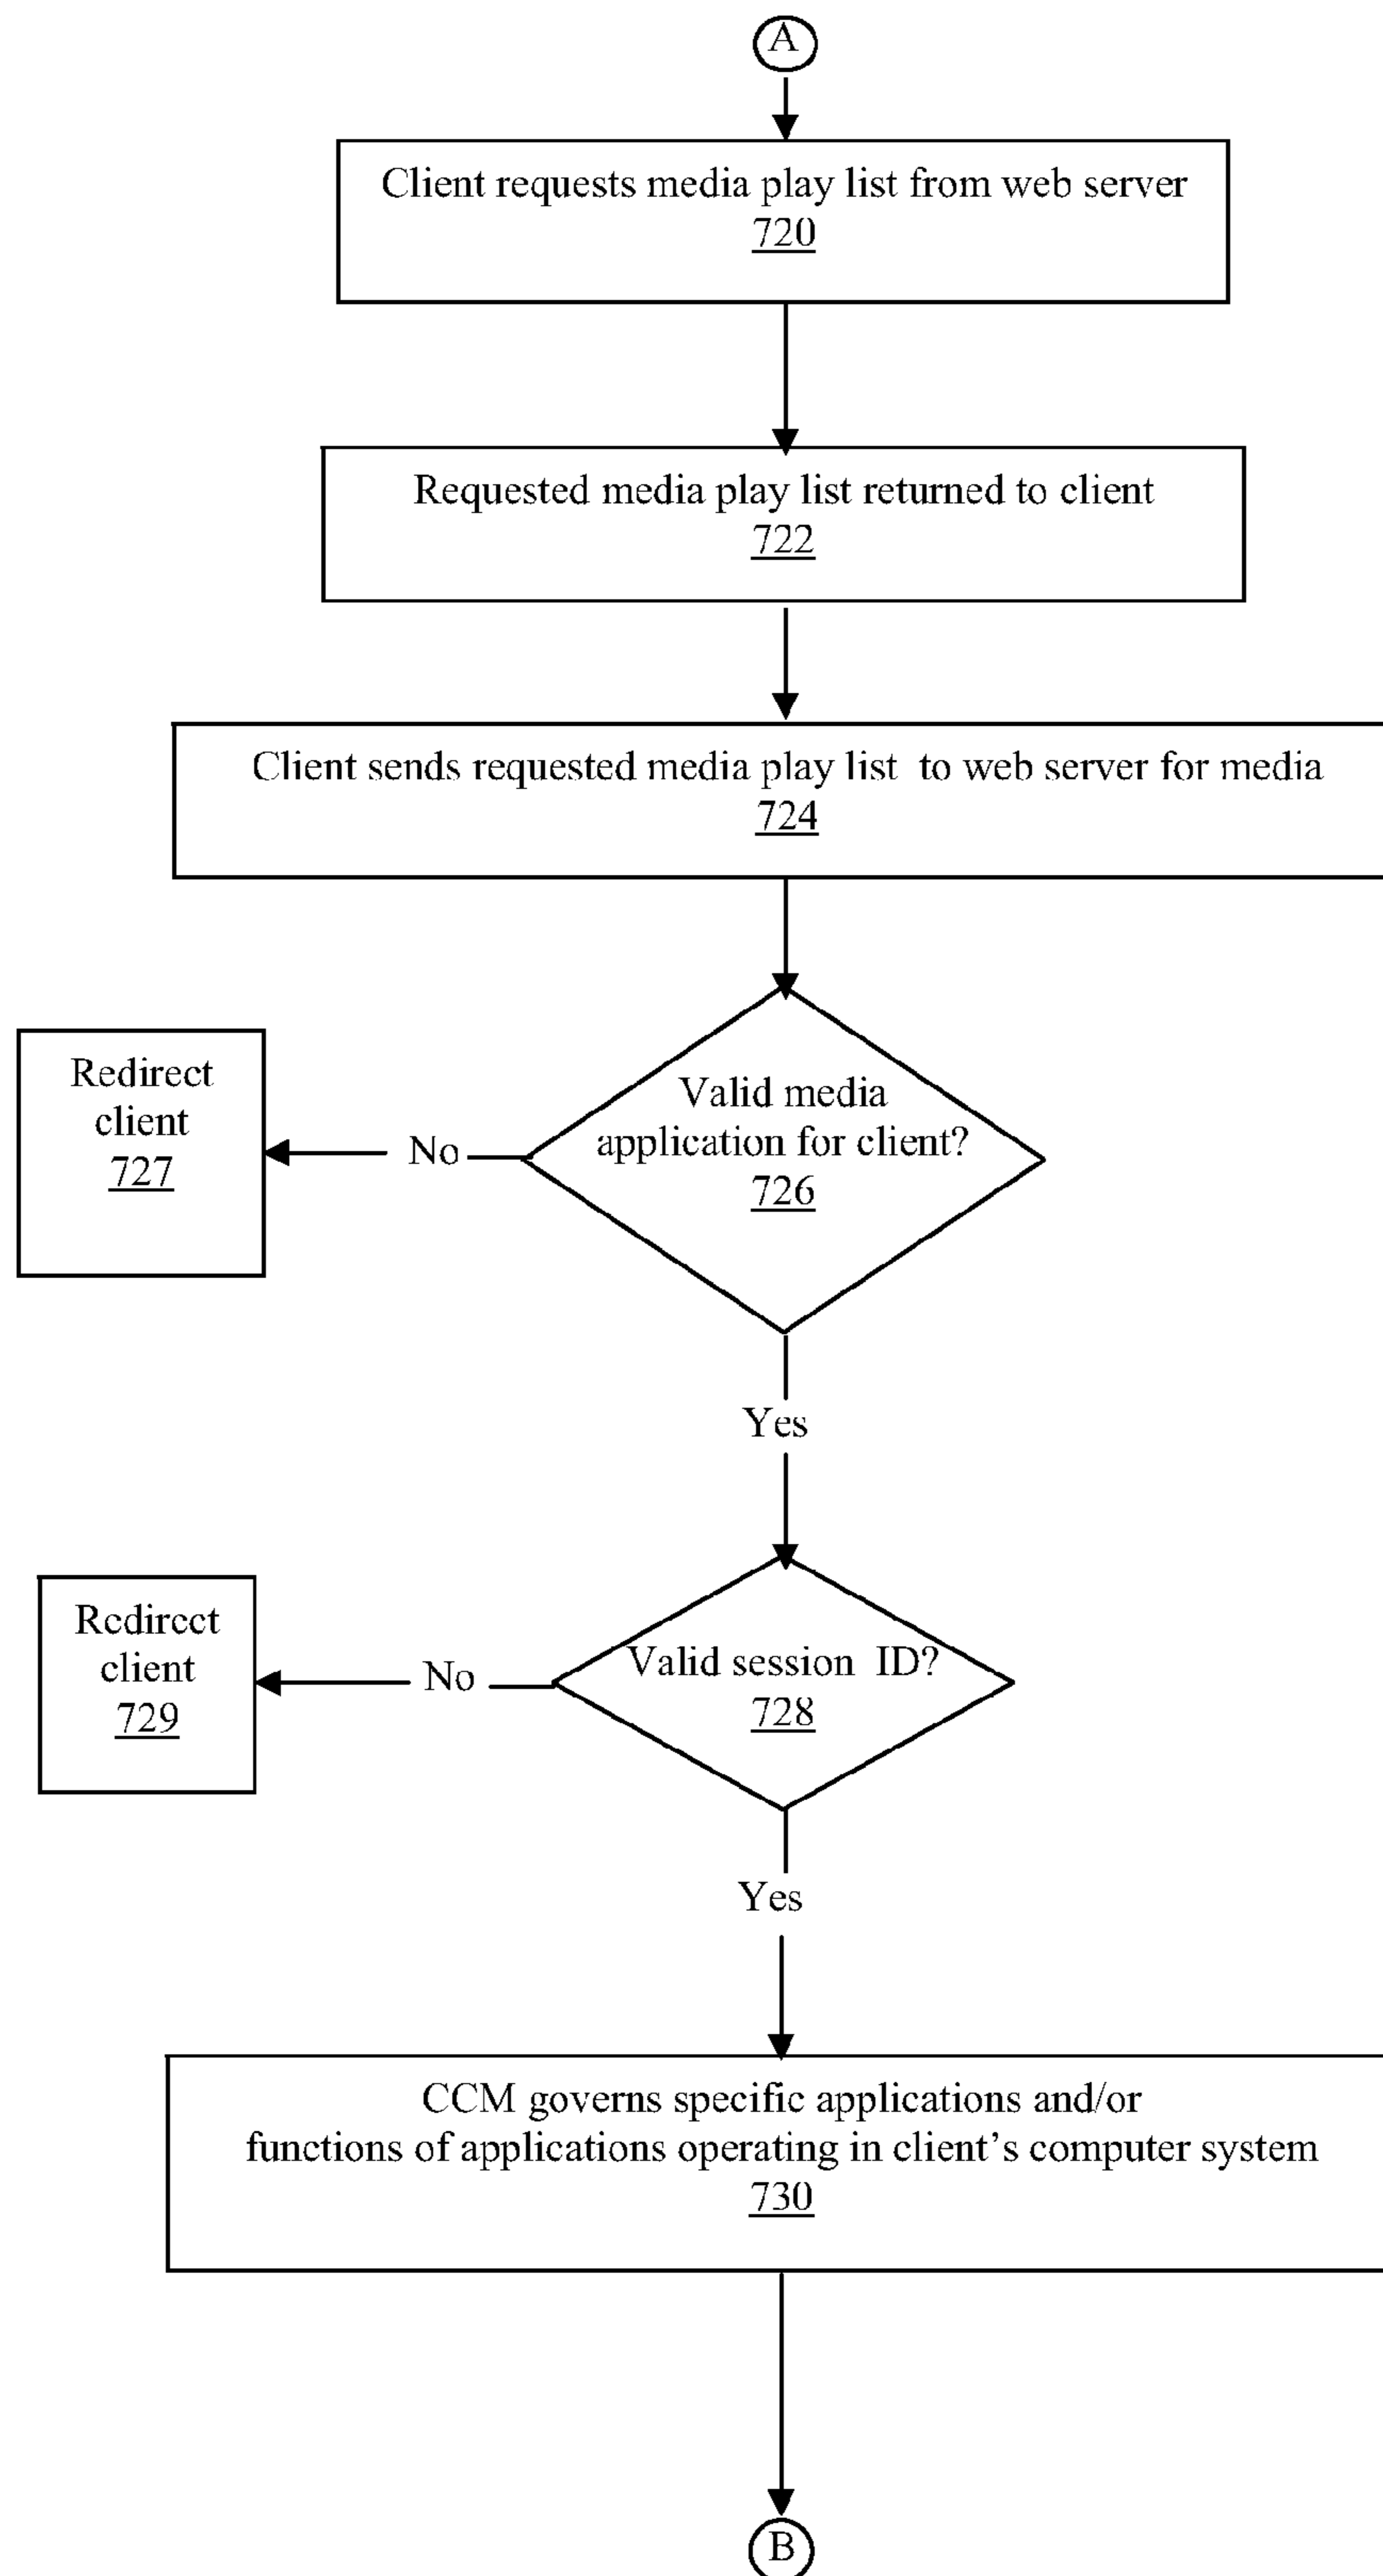 A
Client requests media play list from web server
720
Requested media play list returned to client
722
Client sends requested media play list to web server for media
724
Valid media
application for client?
726
No
Redirect
client
727
Yes
Valid session ID?
728
No
Redirect
client
729
Yes
CCM governs specific applications and/or
functions of applications operating in client's computer system
730
B